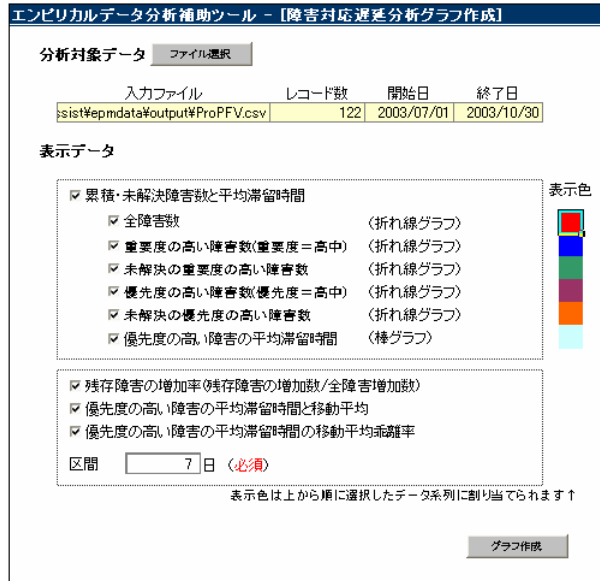 エンピリカルデータ分析補助ツール - [障害対応遅延分析グラフ作成]
分析対象データ ファイル選択
入力ファイル レコード数 開始日 終了日
ssist¥epmdata¥output¥ProPFV.csv 122 2003/07/01 2003/10/30
表示データ
累積・未解決障害数と平均滞留時間 表示色
全障害数 (折れ線グラフ)
重要度の高い障害数(重要度=高中) (折れ線グラフ)
未解決の重要度の高い障害数 (折れ線グラフ)
優先度の高い障害数(優先度=高中) (折れ線グラフ)
未解決の優先度の高い障害数 (折れ線グラフ)
優先度の高い障害の平均滞留時間 (棒グラフ)
残存障害の増加率(残存障害の増加数/全障害増加数)
優先度の高い障害の平均滞留時間と移動平均
優先度の高い障害の平均滞留時間の移動平均乖離率
区間 7 日 (必須)
表示色は上から順に選択したデータ系列に割り当てられます↑
グラフ作成